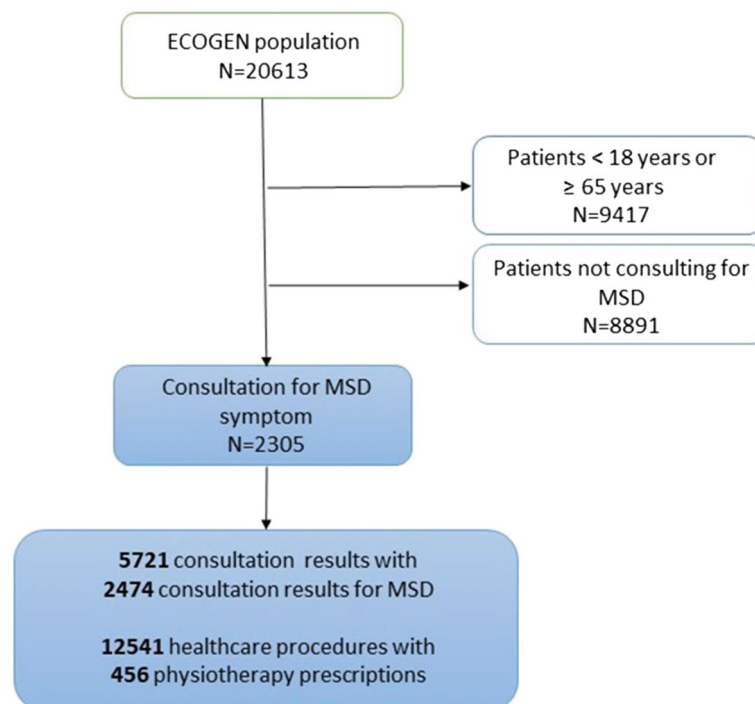 ECOGEN population
N=20613
Patients < 18 years or
≥ 65 years
N=9417
Patients not consulting for
MSD
N=8891
Consultation for MSD
symptom
N=2305
5721 consultation results with
2474 consultation results for MSD
12541 healthcare procedures with
456 physiotherapy prescriptions